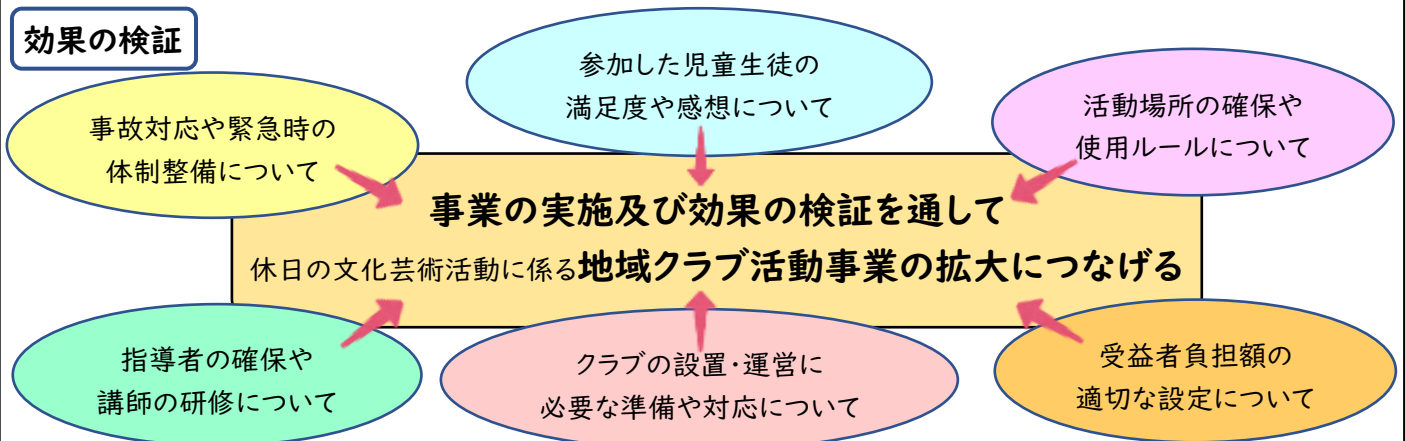 効果の検証
参加した児童生徒の
満足度や感想について
事故対応や緊急時の
体制整備について
活動場所の確保や
使用ルールについて
事業の実施及び効果の検証を通して
休日の文化芸術活動に係る地域クラブ活動事業の拡大につなげる
指導者の確保や
講師の研修について
クラブの設置・運営に
必要な準備や対応について
受益者負担額の
適切な設定について